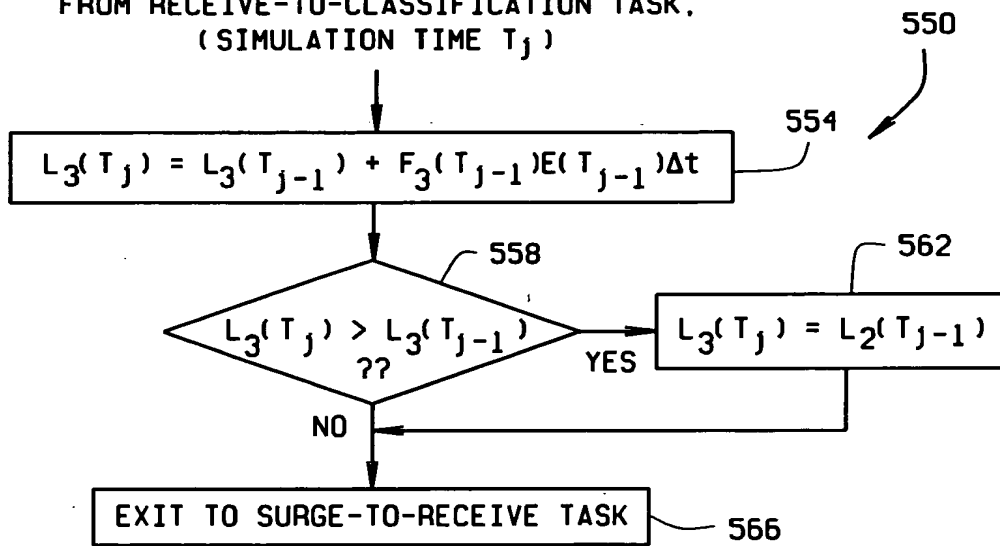 FROM RECEIVE-TO-CLASSIFICATION TASK.
(SIMULATION TIME Tj)
550
554
L3(Tj) = L3(Tj-1) + F3(Tj-1)E(Tj-1)Δt
558
562
L3(Tj) > L3(Tj-1)
??
L3(Tj) = L2(Tj-1)
YES
NO
EXIT TO SURGE-TO-RECEIVE TASK
566